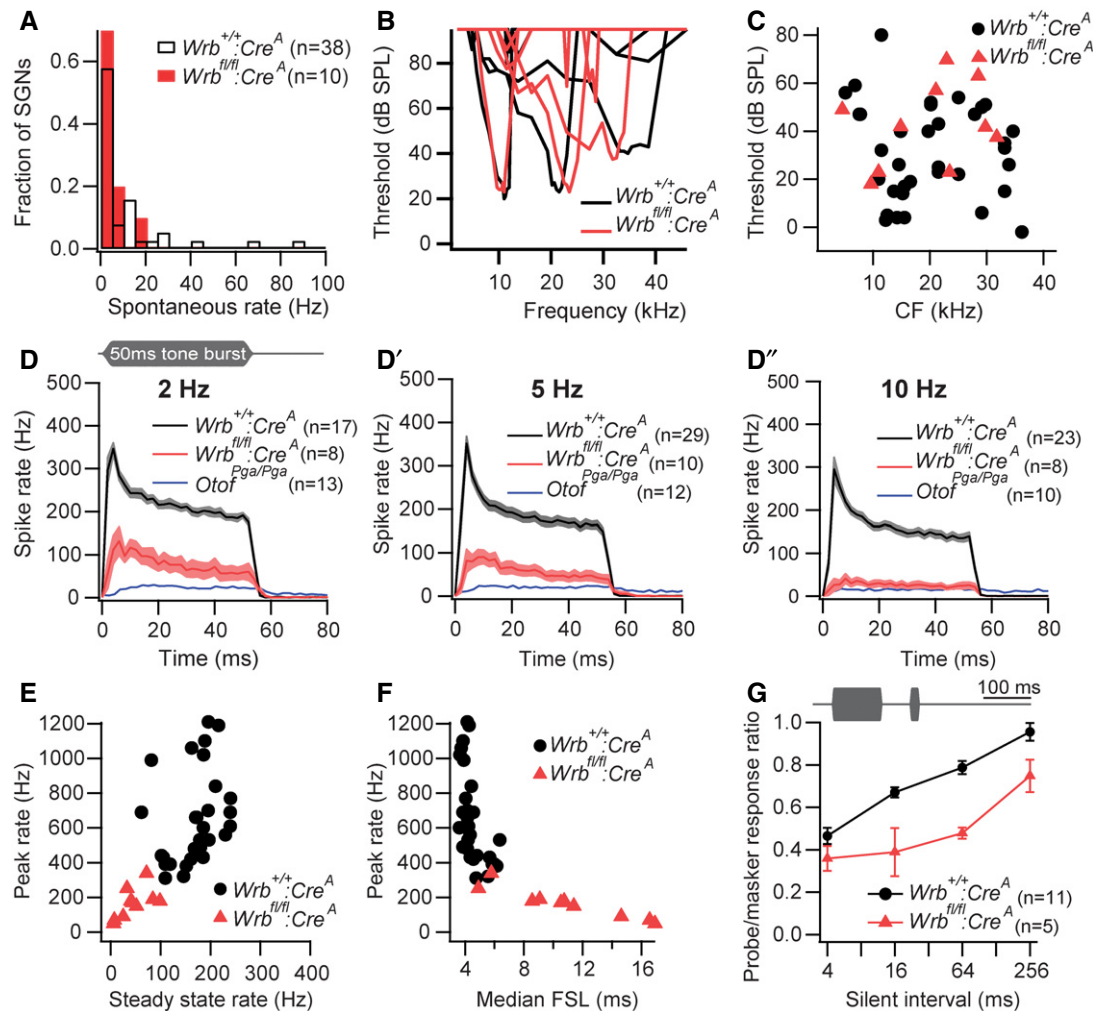 A
Fraction of SGNs
0.6
0.4
0.2
0.0
Wrb+/+:CreA (n=38)
Wrbfl/fl:CreA (n=10)
0 20 40 60 80 100
Spontaneous rate (Hz)
B
Threshold (dB SPL)
80
60
40
20
0
Wrb+/+:CreA
Wrbfl/fl:CreA
10 20 30 40
Frequency (kHz)
C
Threshold (dB SPL)
80
60
40
20
0
Wrb+/+:CreA
Wrbfl/fl:CreA
10 20 30 40
CF (kHz)
D
50ms tone burst
2 Hz
Spike rate (Hz)
500
400
300
200
100
0
Wrb+/+:CreA (n=17)
Wrbfl/fl:CreA (n=8)
OtofPga/Pga (n=13)
0 20 40 60 80
Time (ms)
D′
5 Hz
Spike rate (Hz)
500
400
300
200
100
0
Wrb+/+:CreA (n=29)
Wrbfl/fl:CreA (n=10)
OtofPga/Pga (n=12)
0 20 40 60 80
Time (ms)
D″
10 Hz
Spike rate (Hz)
500
400
300
200
100
0
Wrb+/+:CreA (n=23)
Wrbfl/fl:CreA (n=8)
OtofPga/Pga (n=10)
0 20 40 60 80
Time (ms)
E
Peak rate (Hz)
1200
1000
800
600
400
200
0
Wrb+/+:CreA
Wrbfl/fl:CreA
0 100 200 300 400
Steady state rate (Hz)
F
Peak rate (Hz)
1200
1000
800
600
400
200
0
Wrb+/+:CreA
Wrbfl/fl:CreA
4 8 12 16
Median FSL (ms)
G
100 ms
Probe/masker response ratio
1.0
0.8
0.6
0.4
0.2
0.0
Wrb+/+:CreA (n=11)
Wrbfl/fl:CreA (n=5)
4 16 64 256
Silent interval (ms)